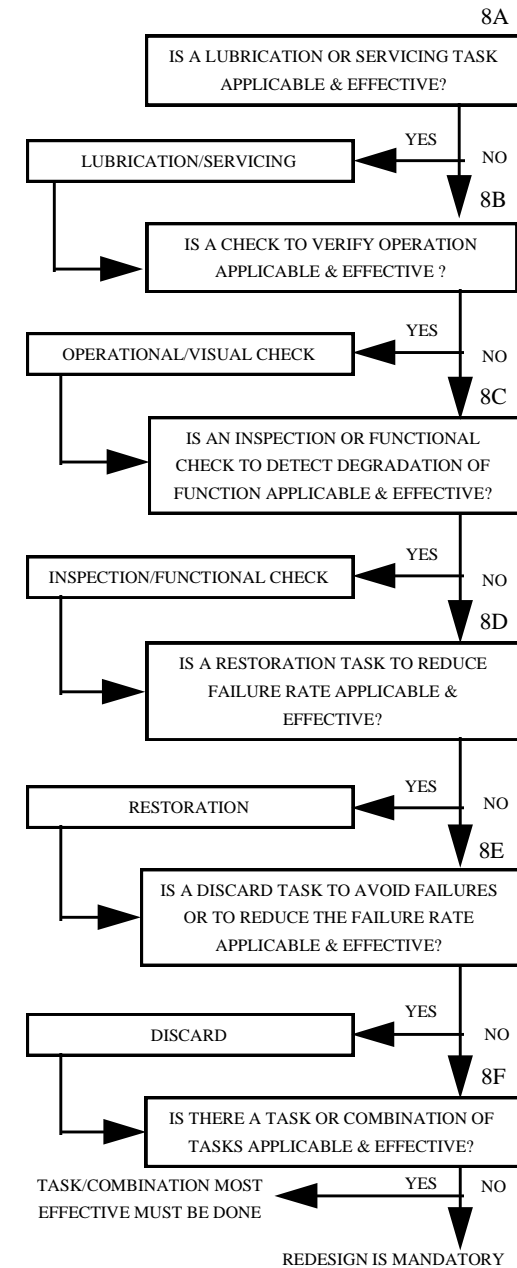 8A
IS A LUBRICATION OR SERVICING TASK
APPLICABLE & EFFECTIVE?
YES
NO
LUBRICATION/SERVICING
8B
IS A CHECK TO VERIFY OPERATION
APPLICABLE & EFFECTIVE ?
YES
NO
OPERATIONAL/VISUAL CHECK
8C
IS AN INSPECTION OR FUNCTIONAL
CHECK TO DETECT DEGRADATION OF
FUNCTION APPLICABLE & EFFECTIVE?
YES
NO
INSPECTION/FUNCTIONAL CHECK
8D
IS A RESTORATION TASK TO REDUCE
FAILURE RATE APPLICABLE &
EFFECTIVE?
YES
NO
RESTORATION
8E
IS A DISCARD TASK TO AVOID FAILURES
OR TO REDUCE THE FAILURE RATE
APPLICABLE & EFFECTIVE?
YES
NO
DISCARD
8F
IS THERE A TASK OR COMBINATION OF
TASKS APPLICABLE & EFFECTIVE?
YES
NO
TASK/COMBINATION MOST
EFFECTIVE MUST BE DONE
REDESIGN IS MANDATORY